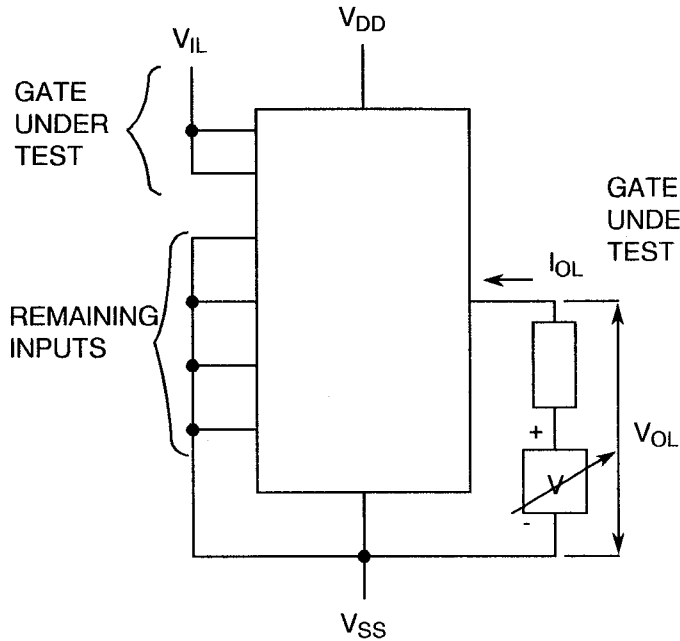 V_DD
V_IL
GATE
UNDER
TEST
GATE
UNDE
TEST
I_OL
REMAINING
INPUTS
+
V
-
V_OL
V_SS